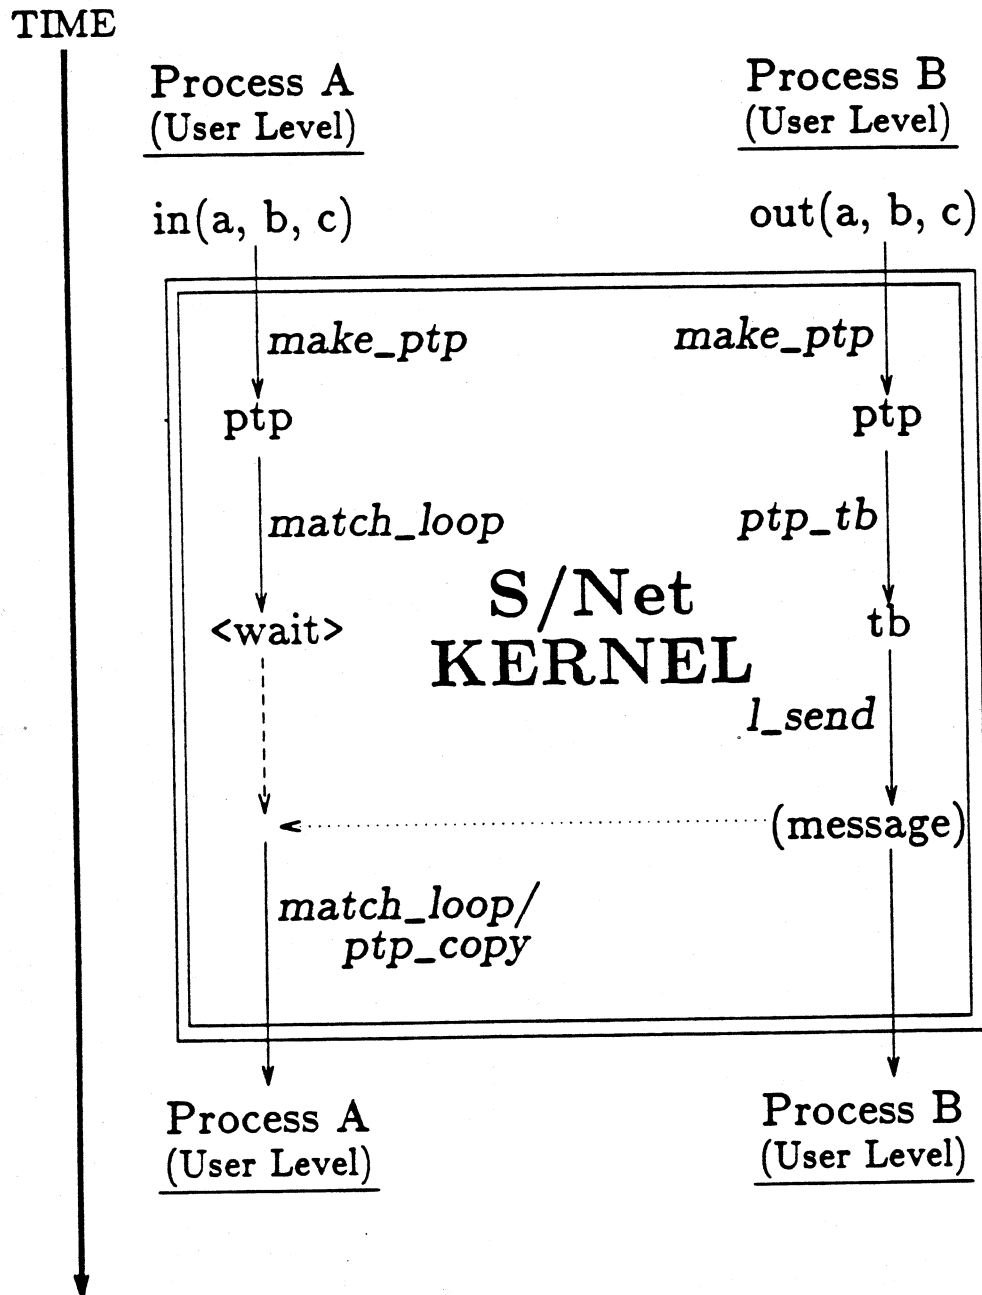 TIME
Process A
(User Level)
Process B
(User Level)
in(a, b, c)
out(a, b, c)
make_ptp
make_ptp
ptp
ptp
match_loop
ptp_tb
S/Net
KERNEL
<wait>
tb
l_send
(message)
match_loop/
ptp_copy
Process A
(User Level)
Process B
(User Level)